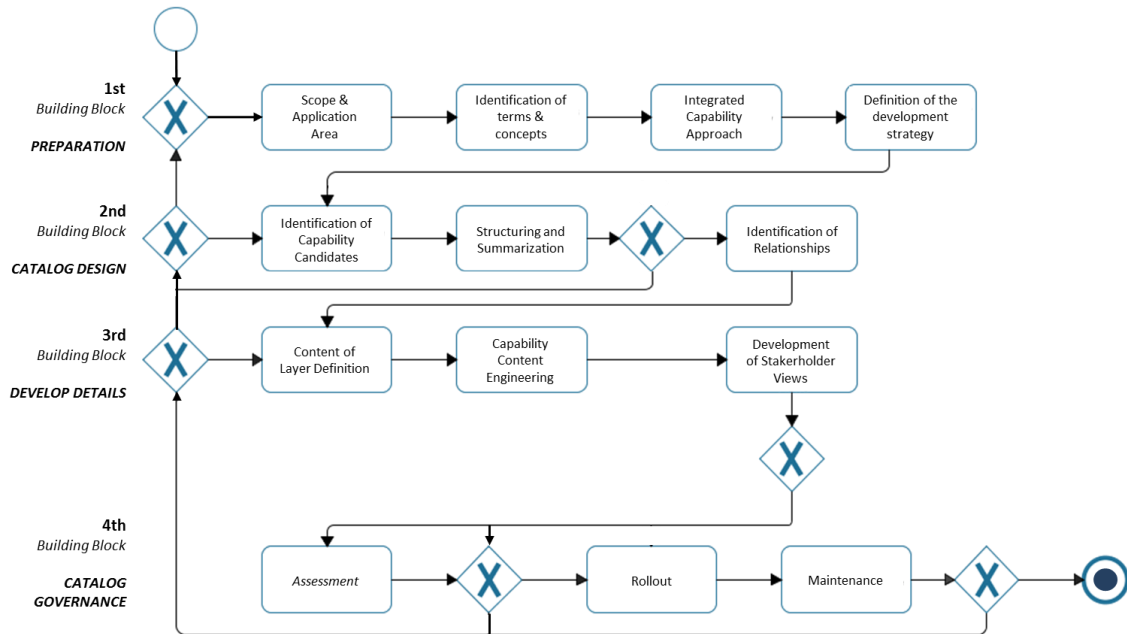 1st
Building Block
PREPARATION
Scope &
Application
Area
Identification of
terms &
concepts
Integrated
Capability
Approach
Definition of the
development
strategy
2nd
Building Block
CATALOG DESIGN
Identification of
Capability
Candidates
Structuring and
Summarization
Identification of
Relationships
3rd
Building Block
DEVELOP DETAILS
Content of
Layer Definition
Capability
Content
Engineering
Development
of Stakerholder
Views
4th
Building Block
CATALOG
GOVERNANCE
Assessment
Rollout
Maintenance